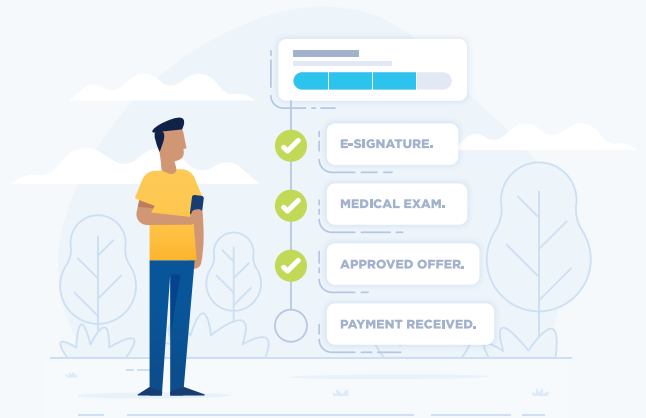 E-SIGNATURE.
MEDICAL EXAM.
APPROVED OFFER.
PAYMENT RECEIVED.